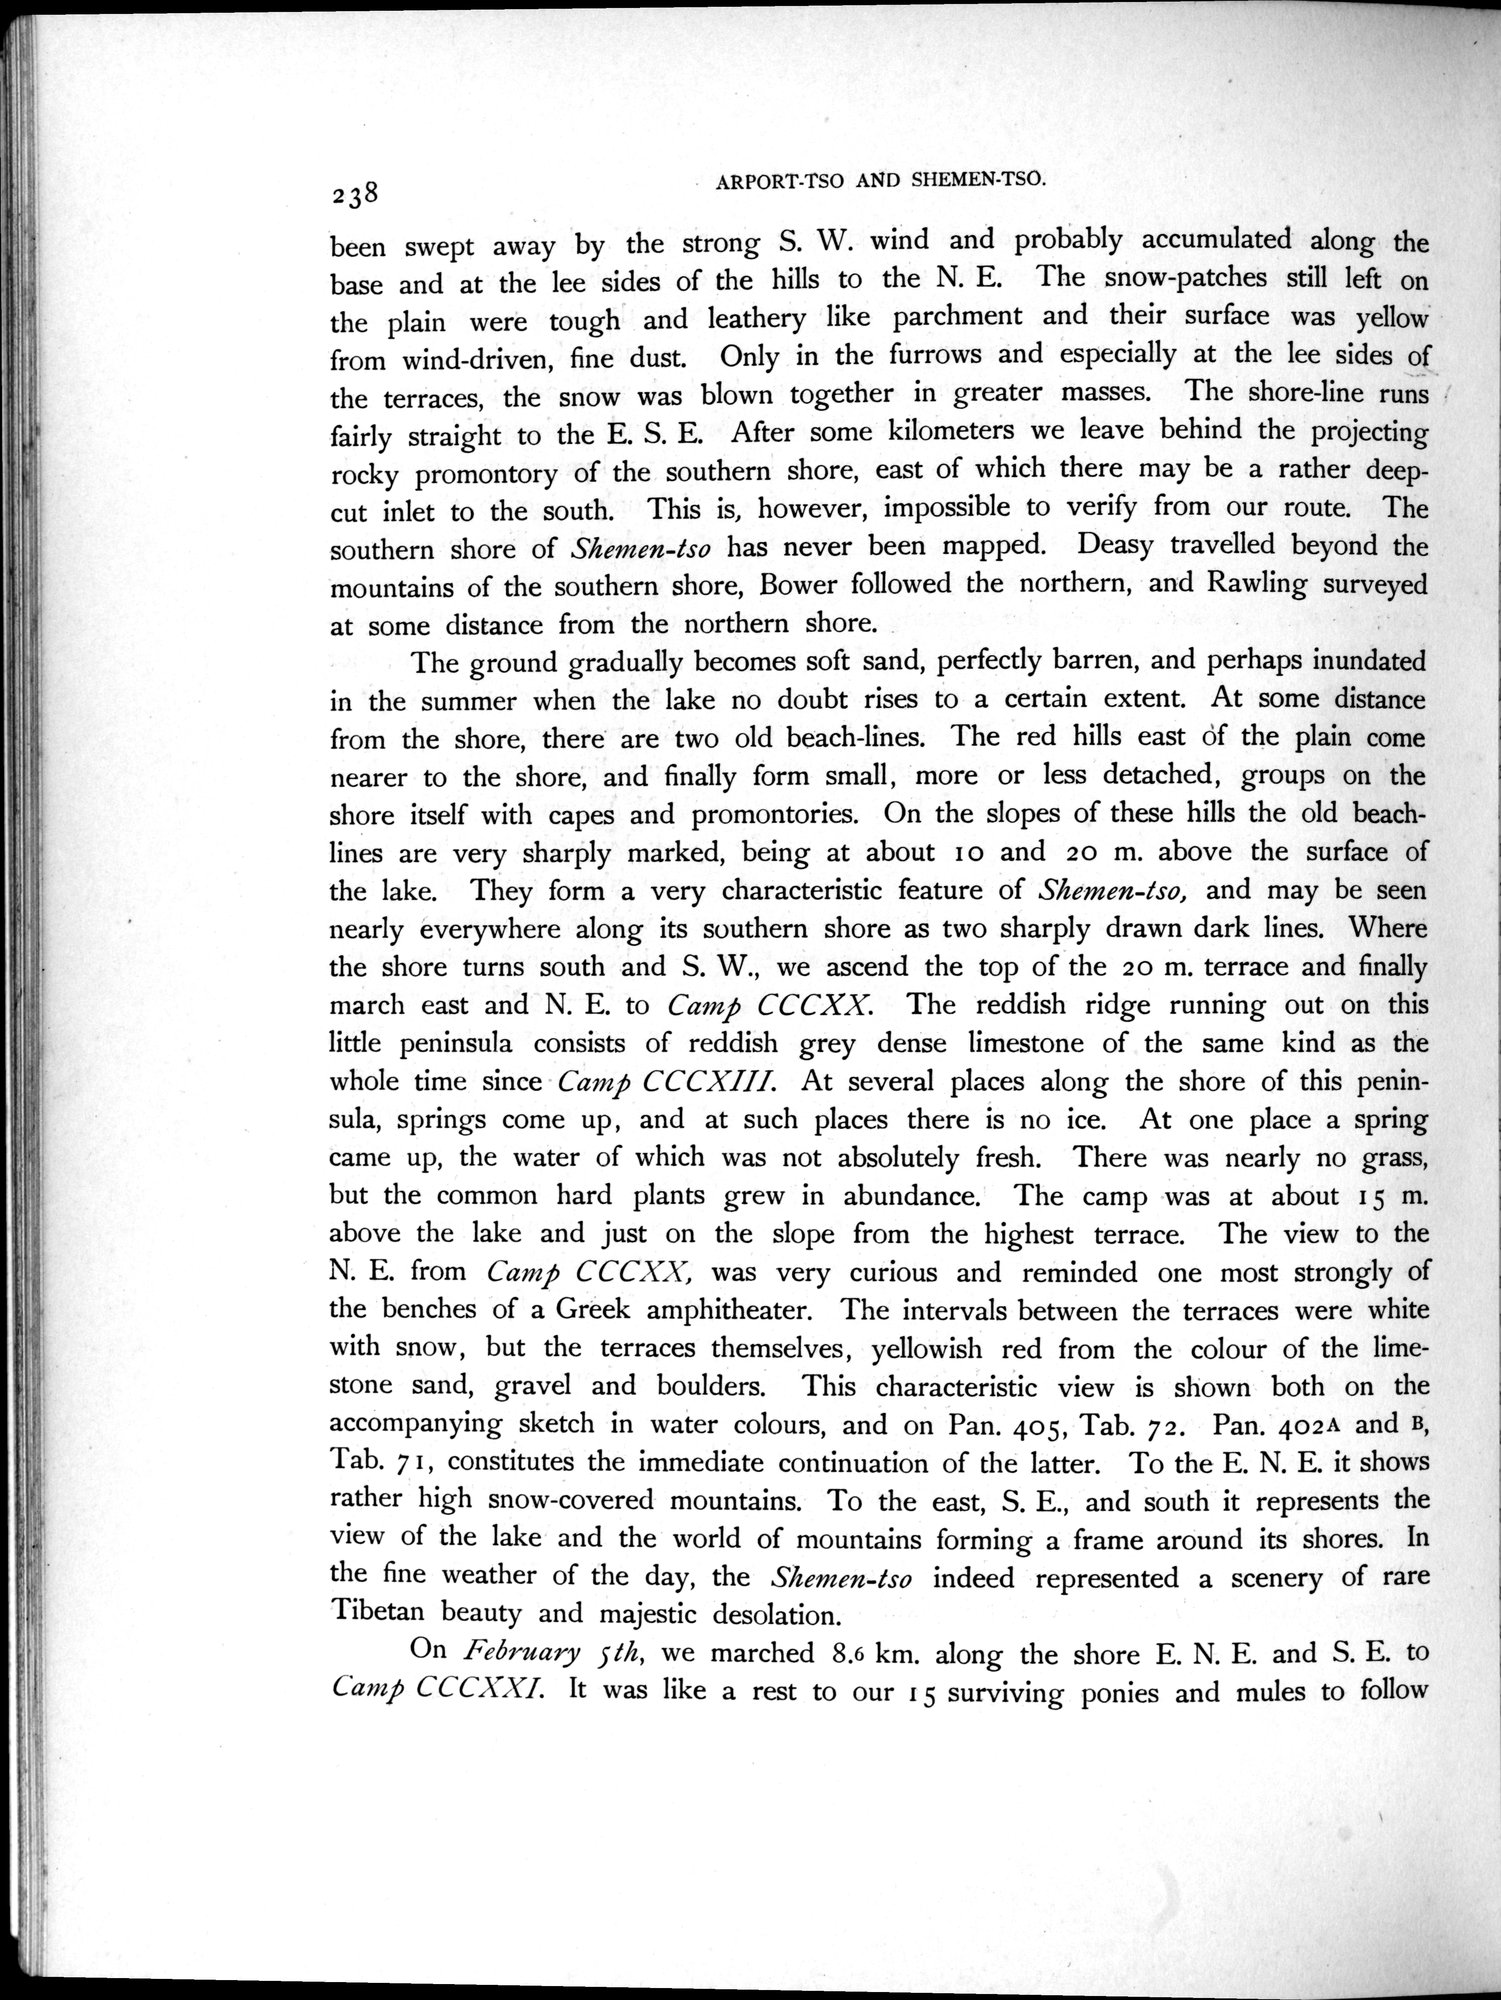 238
ARPORT-TSO AND SHEMEN-TSO.
been swept away by the strong S. W. wind and probably accumulated along the
base and at the lee sides of the hills to the N. E. The snow-patches still left on
the plain were tough and leathery like parchment and their surface was yellow
from wind-driven, fine dust. Only in the furrows and especially at the lee sides of
the terraces, the snow was blown together in greater masses. The shore-line runs
fairly straight to the E. S. E. After some kilometers we leave behind the projecting
rocky promontory of the southern shore, east of which there may be a rather deep-
cut inlet to the south. This is, however, impossible to verify from our route. The
southern shore of Shemen-tso has never been mapped. Deasy travelled beyond the
mountains of the southern shore, Bower followed the northern, and Rawling surveyed
at some distance from the northern shore.
The ground gradually becomes soft sand, perfectly barren, and perhaps inundated
in the summer when the lake no doubt rises to a certain extent. At some distance
from the shore, there are two old beach-lines. The red hills east of the plain come
nearer to the shore, and finally form small, more or less detached, groups on the
shore itself with capes and promontories. On the slopes of these hills the old beach-
lines are very sharply marked, being at about 10 and 20 m. above the surface of
the lake. They form a very characteristic feature of Shemen-tso, and may be seen
nearly everywhere along its southern shore as two sharply drawn dark lines. Where
the shore turns south and S. W., we ascend the top of the 20 m. terrace and finally
march east and N. E. to Camp CCCXX. The reddish ridge running out on this
little peninsula consists of reddish grey dense limestone of the same kind as the
whole time since Camp CCCXIII. At several places along the shore of this penin-
sula, springs come up, and at such places there is no ice. At one place a spring
came up, the water of which was not absolutely fresh. There was nearly no grass,
but the common hard plants grew in abundance. The camp was at about 15 m.
above the lake and just on the slope from the highest terrace. The view to the
N. E. from Camp CCCXX, was very curious and reminded one most strongly of
the benches of a Greek amphitheater. The intervals between the terraces were white
with snow, but the terraces themselves, yellowish red from the colour of the lime-
stone sand, gravel and boulders. This characteristic view is shown both on the
accompanying sketch in water colours, and on Pan. 405, Tab. 72. Pan. 402A and B,
Tab. 71, constitutes the immediate continuation of the latter. To the E. N. E. it shows
rather high snow-covered mountains. To the east, S. E., and south it represents the
view of the lake and the world of mountains forming a frame around its shores. In
the fine weather of the day, the Shemen-tso indeed represented a scenery of rare
Tibetan beauty and majestic desolation.
On February 5th, we marched 8.6 km. along the shore E. N. E. and S. E. to
Camp CCCXXI. It was like a rest to our 15 surviving ponies and mules to follow